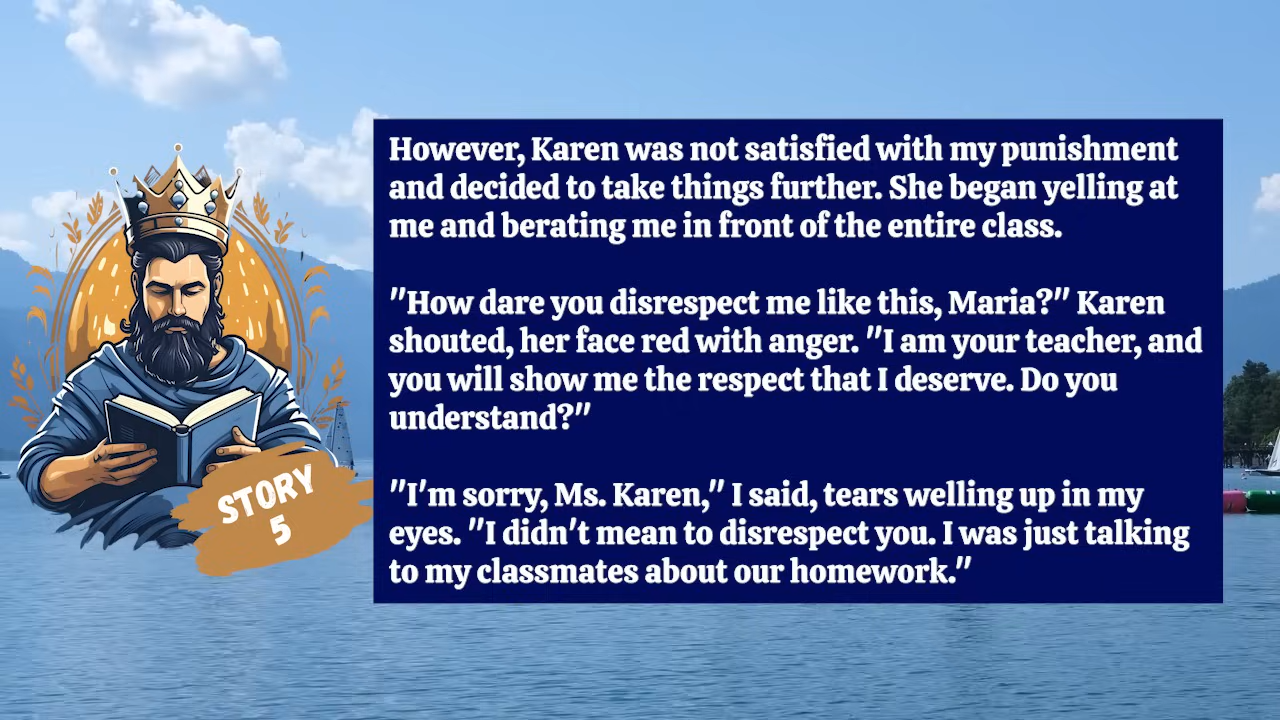 However, Karen was not satisfied with my punishment
and decided to take things further. She began yelling at
me and berating me in front of the entire class.
"How dare you disrespect me like this, Maria?" Karen
shouted, her face red with anger. "I am your teacher, and
you will show me the respect that I deserve. Do you
understand?"
"I'm sorry, Ms. Karen," I said, tears welling up in my
eyes. "I didn't mean to disrespect you. I was just talking
to my classmates about our homework."
STORY
5